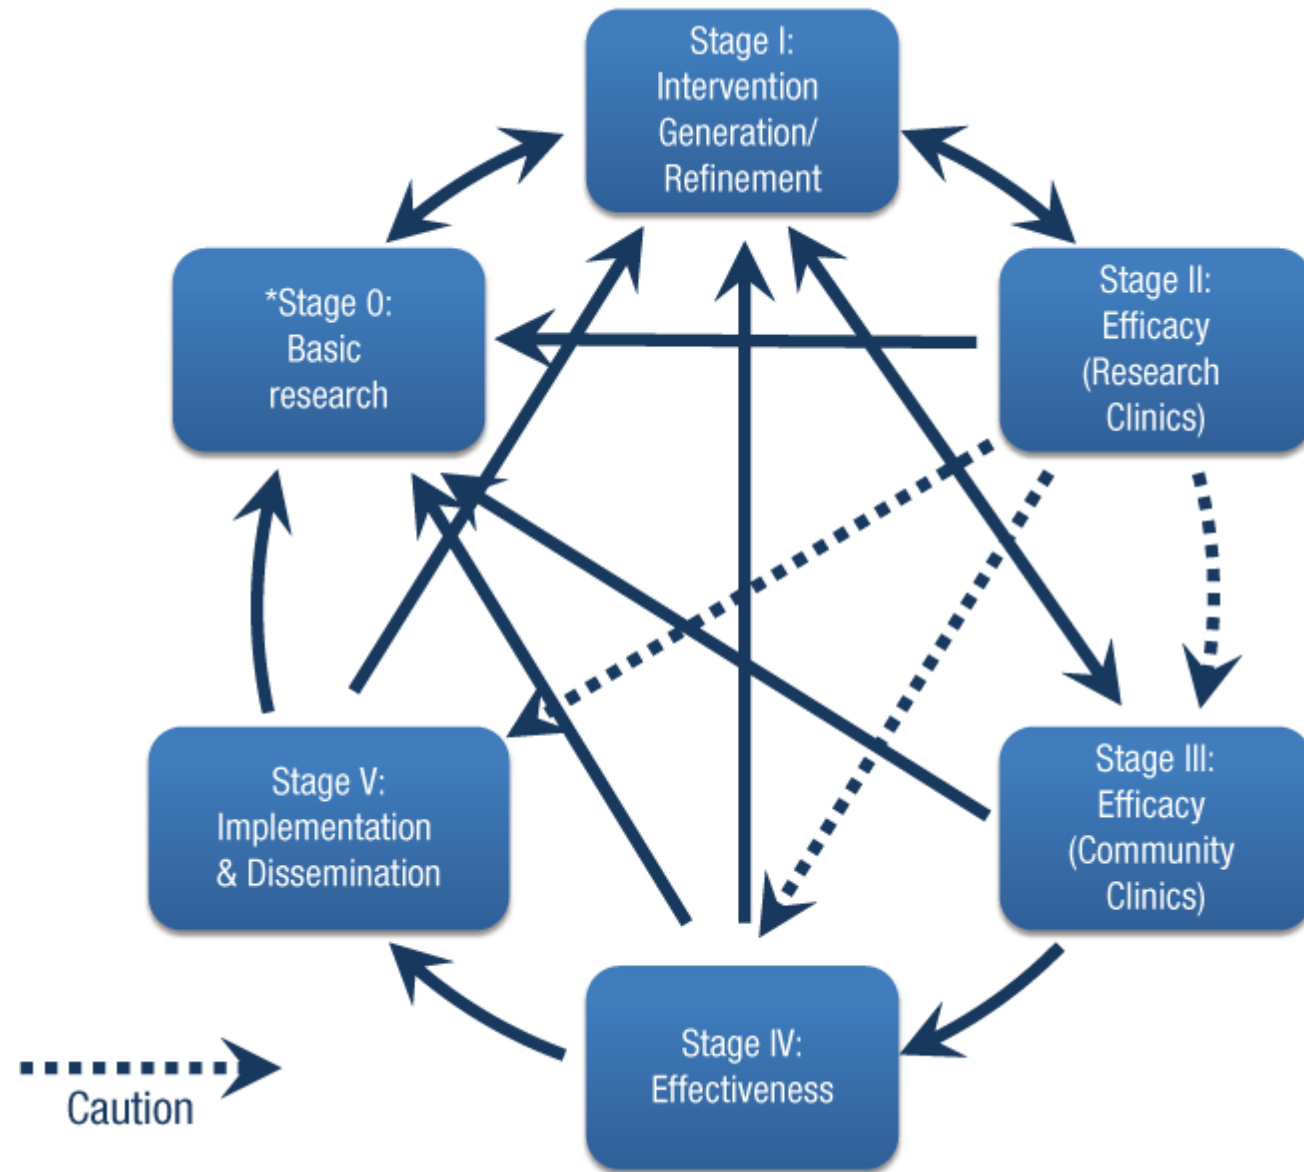 Stage I:
Intervention
Generation/
Refinement
*Stage 0:
Basic
research
Stage II:
Efficacy
(Research
Clinics)
Stage V:
Implementation
& Dissemination
Stage III:
Efficacy
(Community
Clinics)
Stage IV:
Effectiveness
Caution